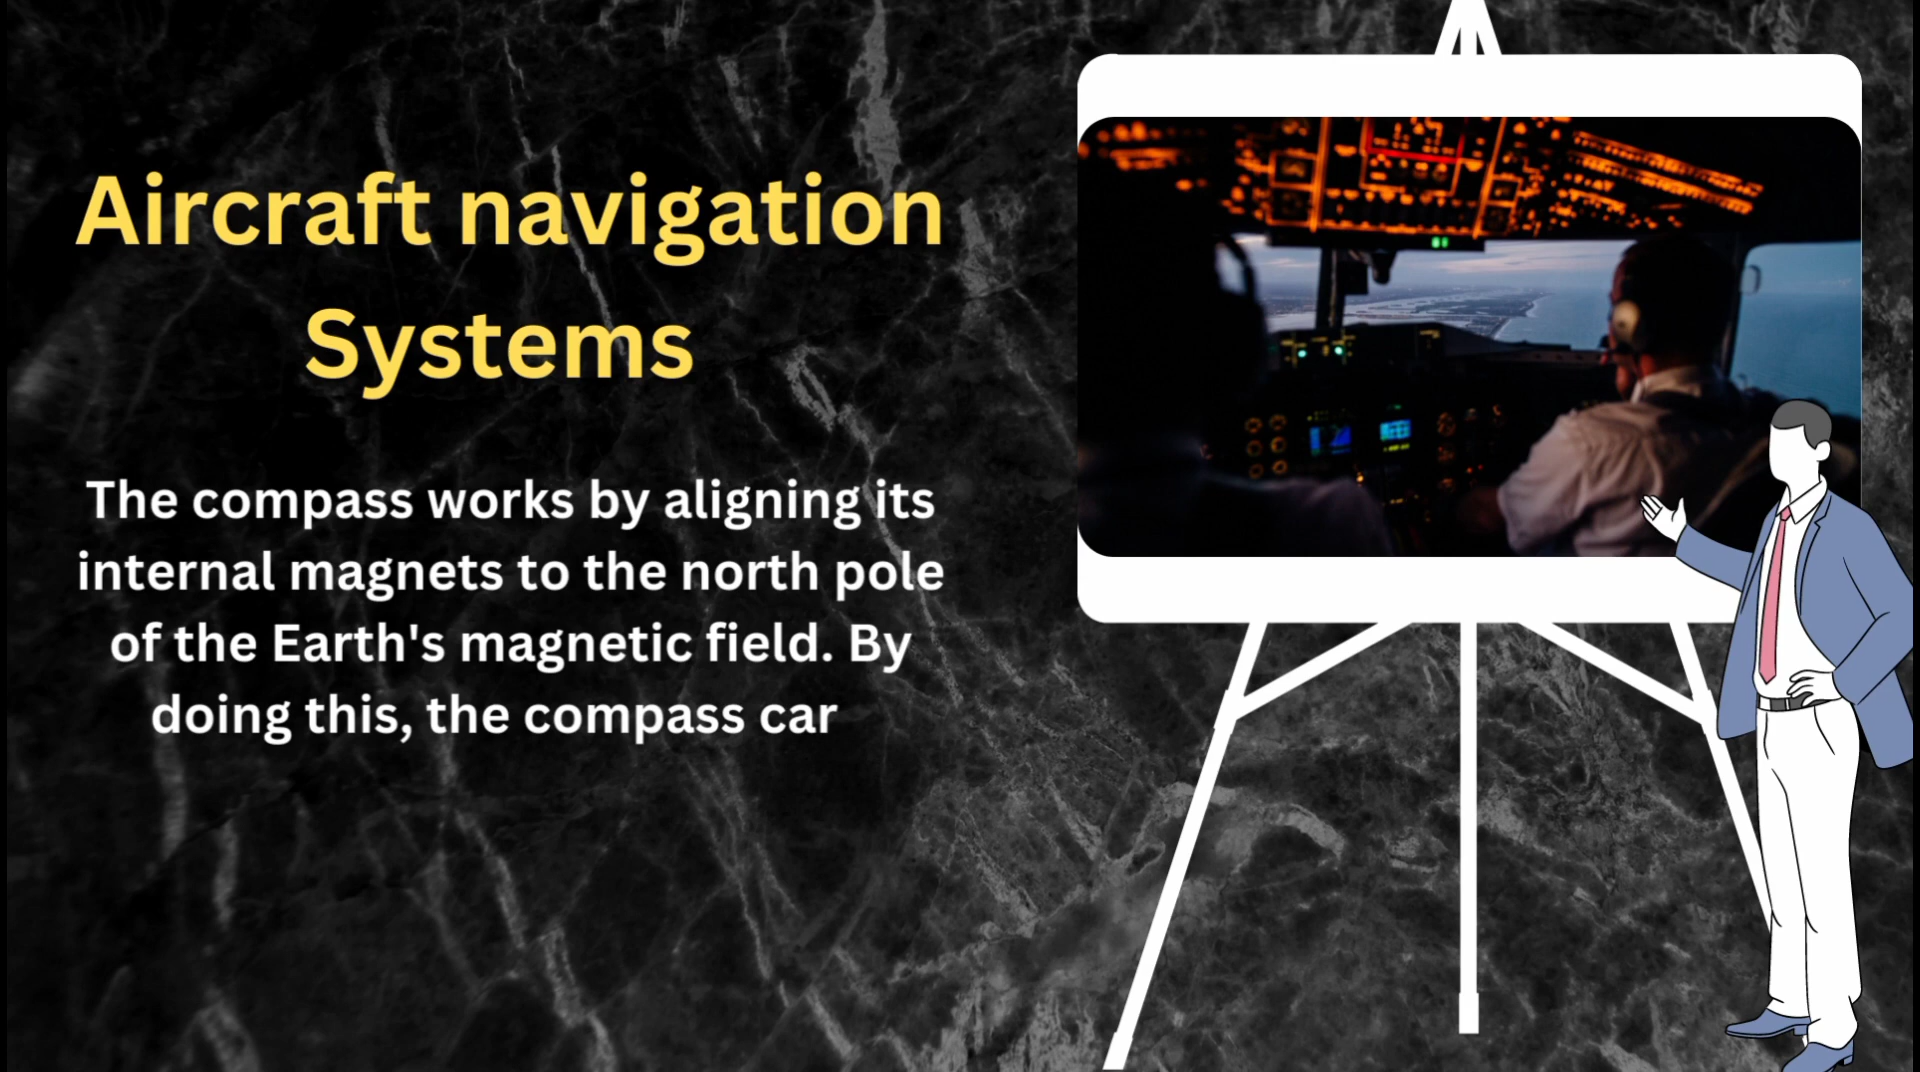 Aircraft navigation
Systems
The compass works by aligning its
internal magnets to the north pole
of the Earth's magnetic field. By
doing this, the compass car